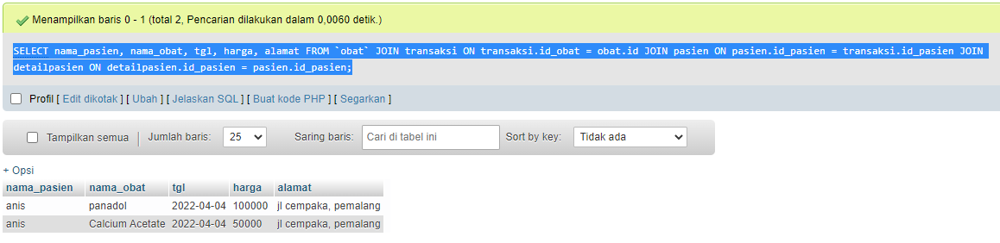 Menampilkan baris 0 - 1 (total 2, Pencarian dilakukan dalam 0,0060 detik.)
SELECT nama_pasien, nama_obat, tgl, harga, alamat FROM `obat` JOIN transaksi ON transaksi.id_obat = obat.id JOIN pasien ON pasien.id_pasien = transaksi.id_pasien JOIN
detailpasien ON detailpasien.id_pasien = pasien.id_pasien;
Profil [ Edit dikotak ] [ Ubah ] [ Jelaskan SQL ] [ Buat kode PHP ] [ Segarkan ]
Tampilkan semua Jumlah baris: 25 Saring baris: Cari di tabel ini Sort by key: Tidak ada
+ Opsi
nama_pasien nama_obat tgl harga alamat
anis panadol 2022-04-04 100000 jl cempaka, pemalang
anis Calcium Acetate 2022-04-04 50000 jl cempaka, pemalang